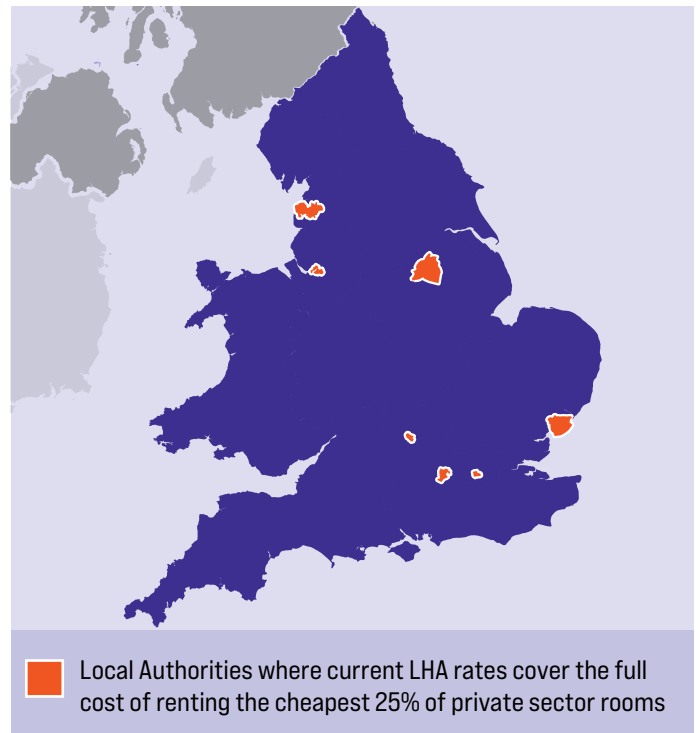 Local Authorities where current LHA rates cover the full
cost of renting the cheapest 25% of private sector rooms